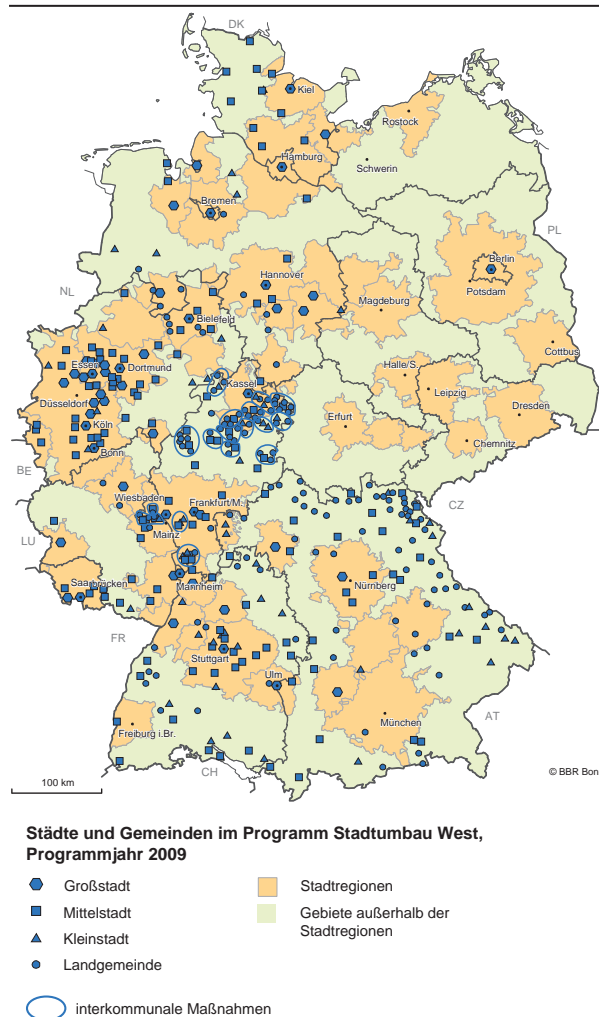 DK
Kiel
Rostock
Hamburg
Schwerin
Bremen
PL
Berlin
Hannover
NL
Potsdam
Magdeburg
Bielefeld
Cottbus
Essen
Dortmund
Halle/S.
Kassel
Leipzig
Düsseldorf
Dresden
Erfurt
Köln
Chemnitz
Bonn
BE
Wiesbaden
Frankfurt/M.
CZ
Mainz
LU
Saarbrücken
Mannheim
Nürnberg
FR
Stuttgart
Ulm
AT
München
Freiburg i.Br.
CH
© BBR Bon
100 km
Städte und Gemeinden im Programm Stadtumbau West,
Programmjahr 2009
Großstadt
Stadtregionen
Mittelstadt
Gebiete außerhalb der
Stadtregionen
Kleinstadt
Landgemeinde
interkommunale Maßnahmen